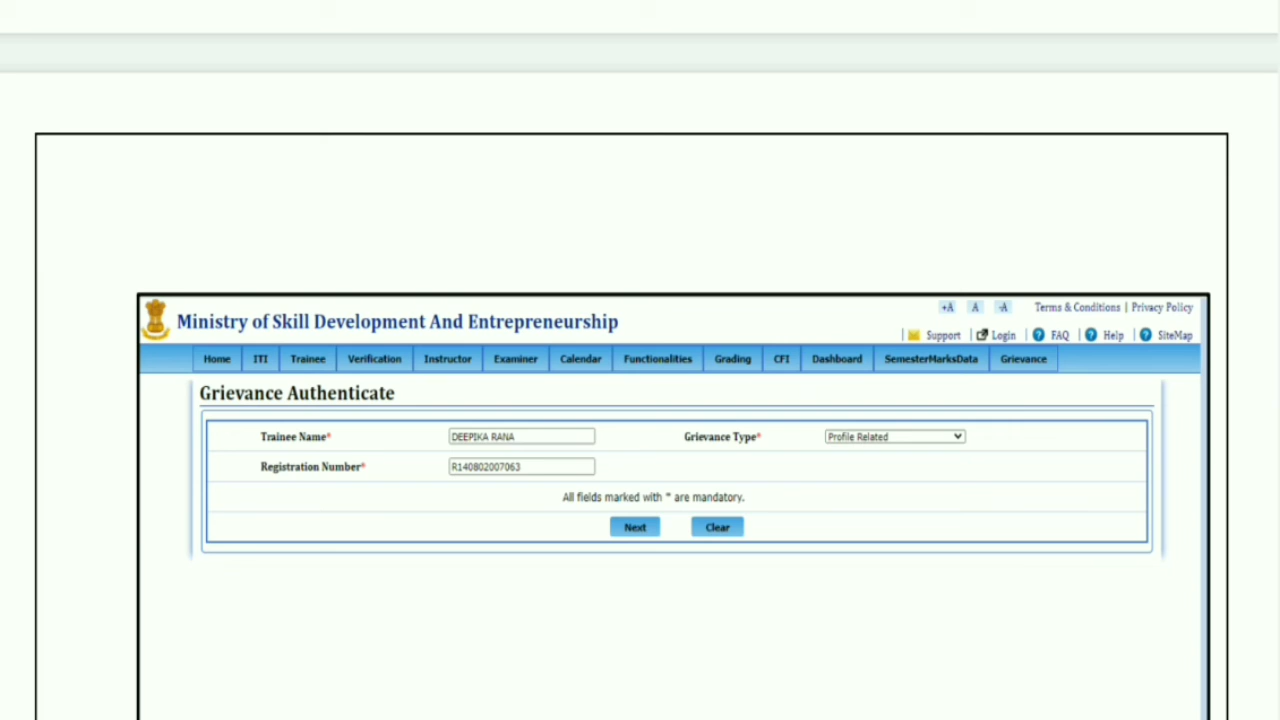 +A A -A Terms & Conditions | Privacy Policy
Ministry of Skill Development And Entrepreneurship
| Support | Login | FAQ | Help | SiteMap
Home ITI Trainee Verification Instructor Examiner Calendar Functionalities Grading CFI Dashboard SemesterMarksData Grievance
Grievance Authenticate
Trainee Name* DEEPIKA RANA Grievance Type* Profile Related
Registration Number* R140802007063
All fields marked with * are mandatory.
Next Clear